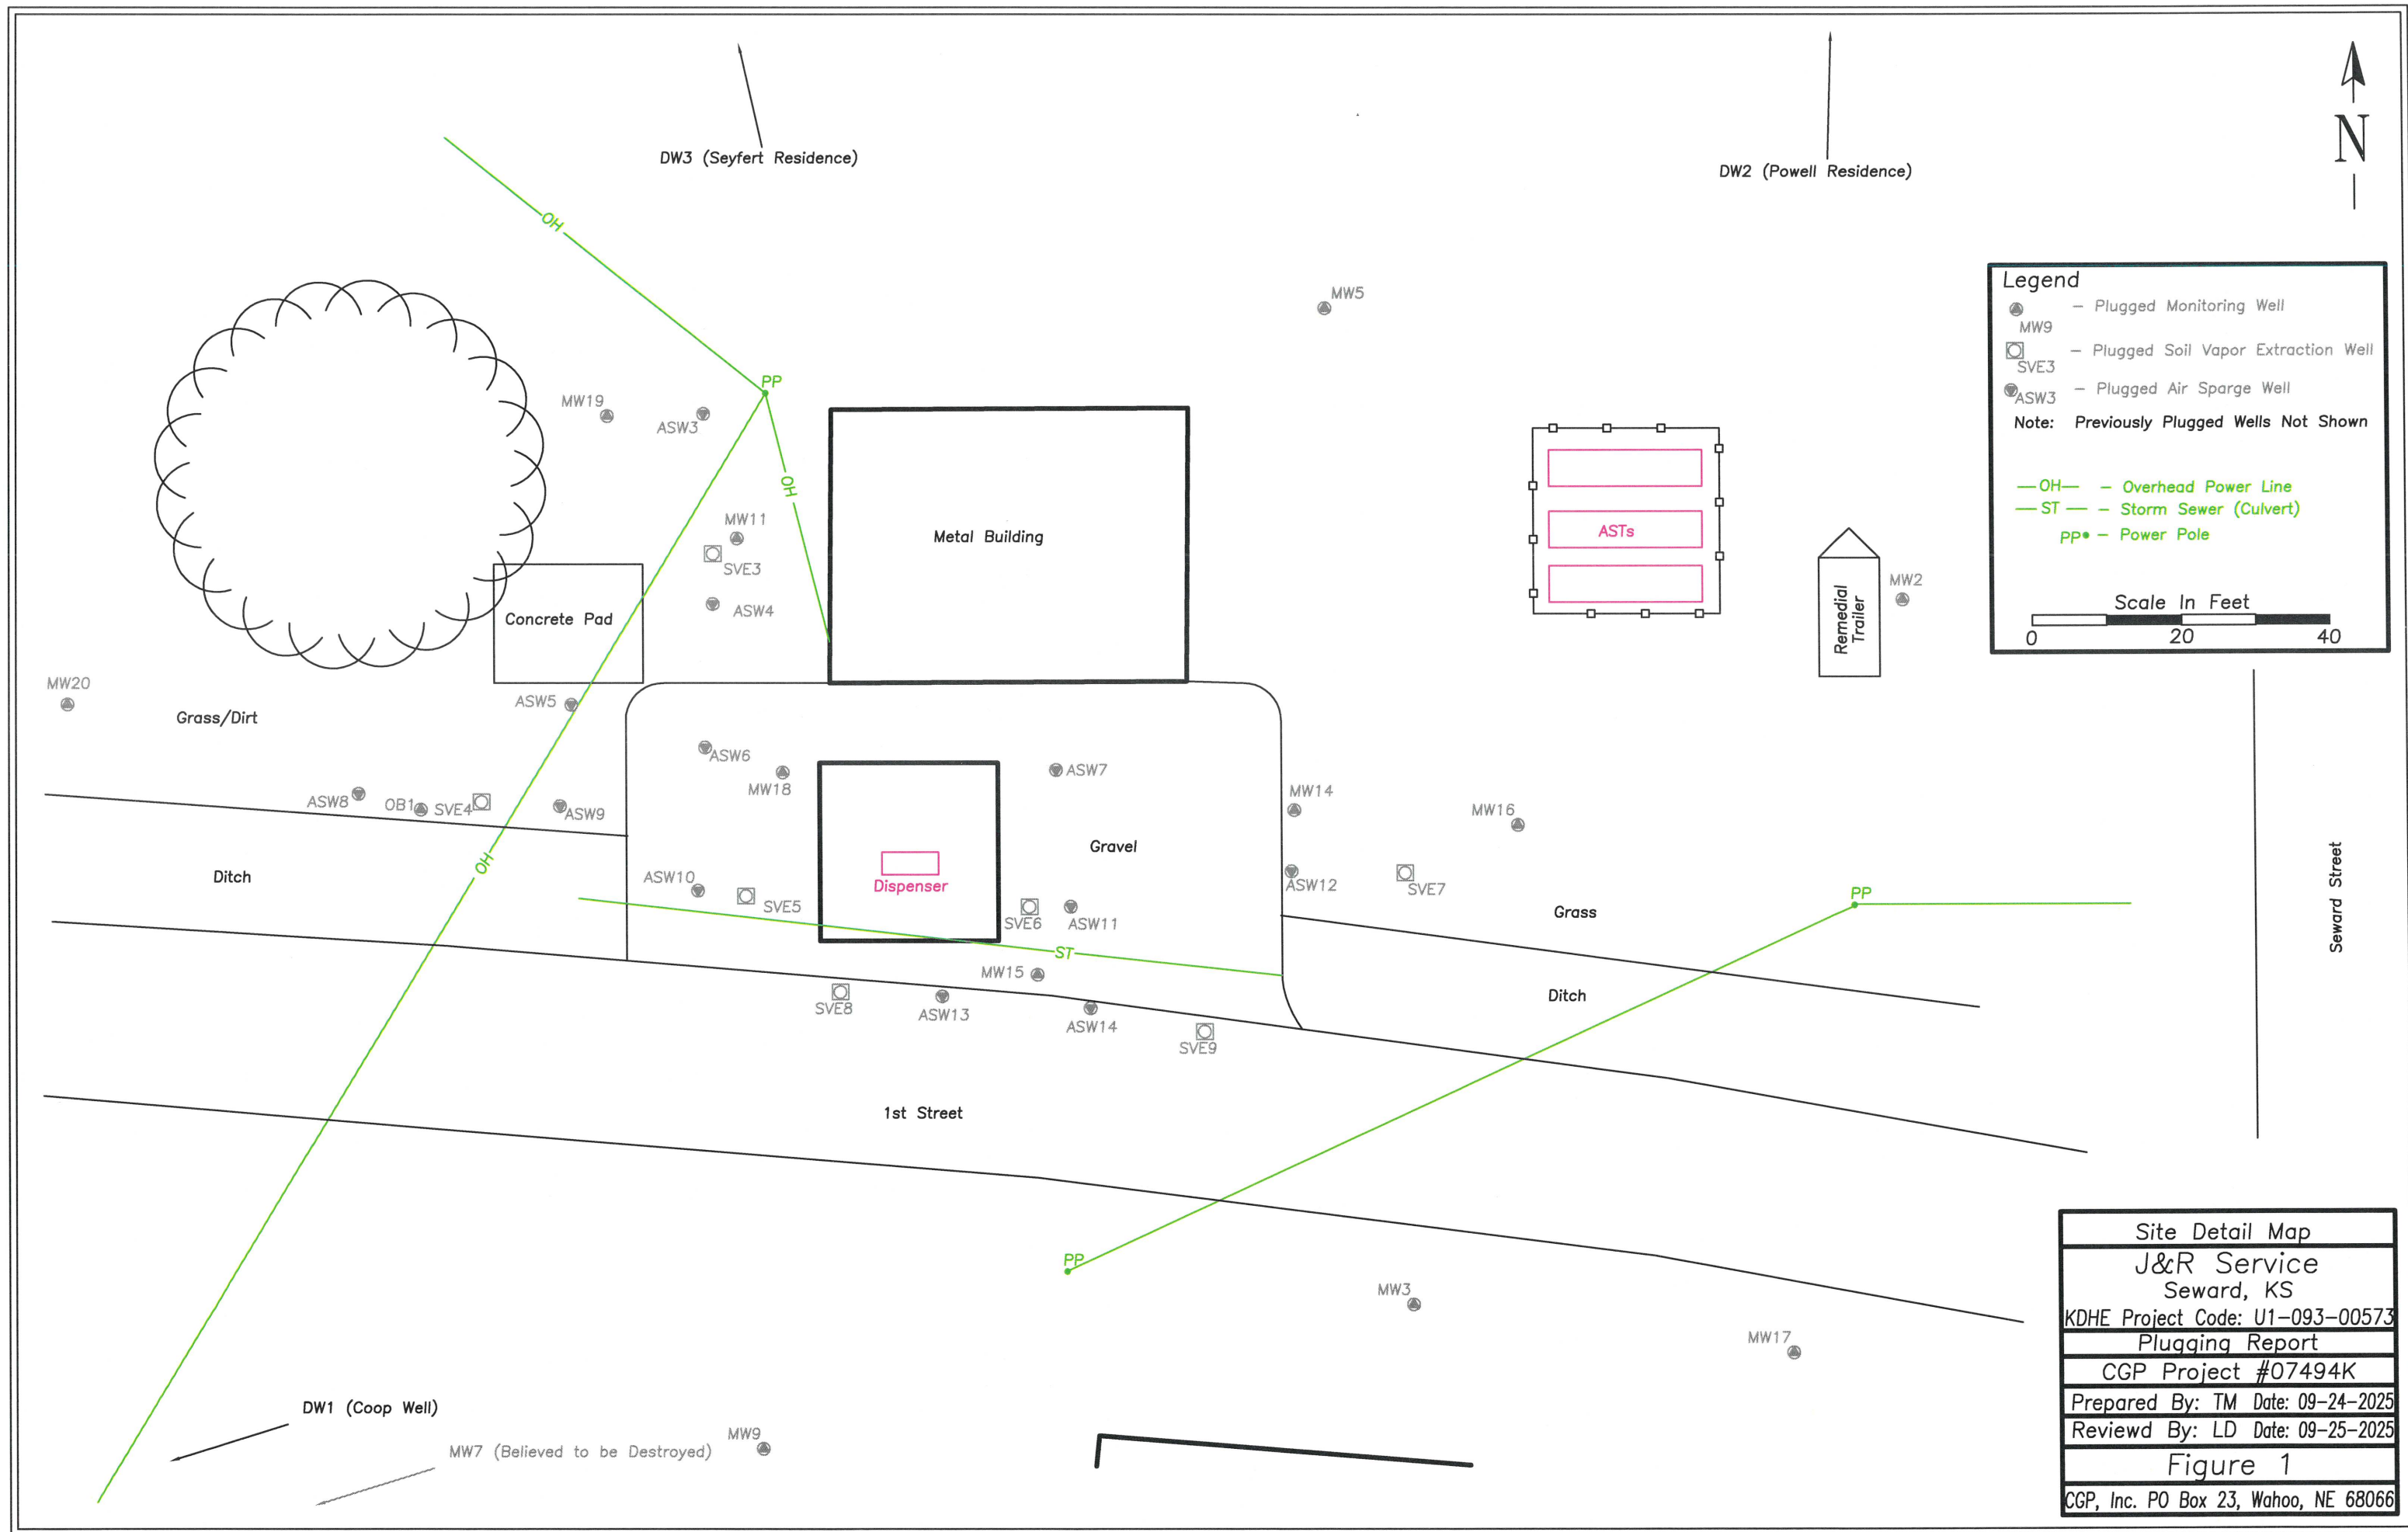 DW3 (Seyfert Residence)
DW2 (Powell Residence)
N
OH
MW5
Legend
MW9 – Plugged Monitoring Well
SVE3 – Plugged Soil Vapor Extraction Well
ASW3 – Plugged Air Sparge Well
Note: Previously Plugged Wells Not Shown
OH – Overhead Power Line
ST – Storm Sewer (Culvert)
PP – Power Pole
Scale In Feet
0 20 40
PP
MW19
ASW3
OH
MW11
SVE3
ASW4
Metal Building
ASTs
Remedial
Trailer
MW2
Concrete Pad
MW20
Grass/Dirt
ASW5
ASW6
MW18
ASW7
ASW8
OB1
SVE4
ASW9
MW14
MW16
Gravel
OH
Ditch
ASW10
SVE5
Dispenser
SVE6
ASW11
ASW12
SVE7
Grass
PP
Seward Street
ST
MW15
SVE8
ASW13
ASW14
SVE9
Ditch
1st Street
PP
MW3
MW17
DW1 (Coop Well)
MW7 (Believed to be Destroyed)
MW9
Site Detail Map
J&R Service
Seward, KS
KDHE Project Code: U1-093-00573
Plugging Report
CGP Project #07494K
Prepared By: TM Date: 09-24-2025
Reviewd By: LD Date: 09-25-2025
Figure 1
CGP, Inc. PO Box 23, Wahoo, NE 68066